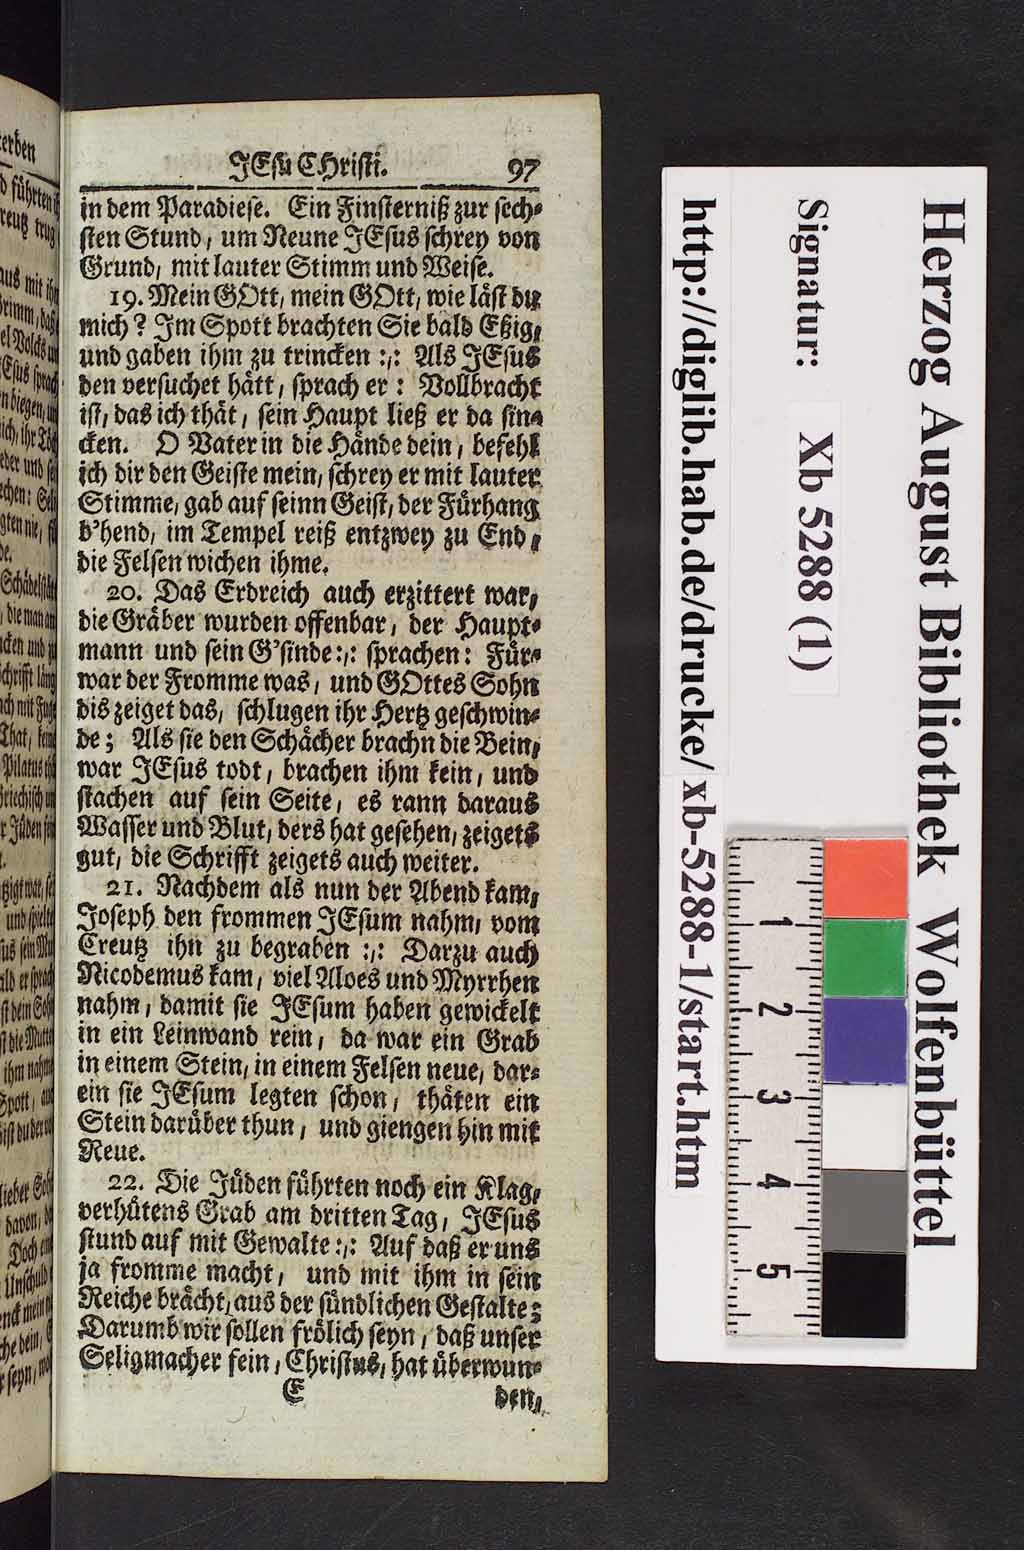 JEsu CHristi. 97
in dem Paradiese. Ein Finsterniß zur sech-
sten Stund, um Neune JEsus schrey von
Grund, mit lauter Stimm und Weise.
19. Mein GOtt, mein GOtt, wie läst du
mich? Im Spott brachten Sie bald Eßig,
und gaben ihm zu trincken :,: Als JEsus
den versuchet hätt, sprach er: Vollbracht
ist, das ich thät, sein Haupt ließ er da sin-
cken. O Vater in die Hände dein, befehl
ich dir den Geiste mein, schrey er mit lauter
Stimme, gab auf seinn Geist, der Fürhang
b'hend, im Tempel reiß entzwey zu End,
die Felsen wichen ihme.
20. Das Erdreich auch erzittert war,
die Gräber wurden offenbar, der Haupt-
mann und sein G'sinde:,: sprachen: Für-
war der Fromme was, und GOttes Sohn
dis zeiget das, schlugen ihr Hertz geschwin-
de; Als sie den Schächer brachn die Bein,
war JEsus todt, brachen ihm kein, und
stachen auf sein Seite, es rann daraus
Wasser und Blut, ders hat gesehen, zeigets
gut, die Schrifft zeigets auch weiter.
21. Nachdem als nun der Abend kam,
Joseph den frommen JEsum nahm, vom
Creutz ihn zu begraben :,: Darzu auch
Nicodemus kam, viel Aloes und Myrrhen
nahm, damit sie JEsum haben gewickelt
in ein Leinwand rein, da war ein Grab
in einem Stein, in einem Felsen neue, dar-
ein sie JEsum legten schon, thäten ein
Stein darüber thun, und giengen hin mit
Reue.
22. Die Jüden führten noch ein Klag,
verhütens Grab am dritten Tag, JEsus
stund auf mit Gewalte:,: Auf daß er uns
ja fromme macht, und mit ihm in sein
Reiche brächt, aus der sündlichen Gestalte;
Darumb wir sollen frölich seyn, daß unser
Seligmacher fein, Christus, hat überwun-
E den,
Herzog August Bibliothek Wolfenbüttel
Signatur: Xb 5288 (1)
http://diglib.hab.de/drucke/xb-5288-1/start.htm
1
2
3
4
5